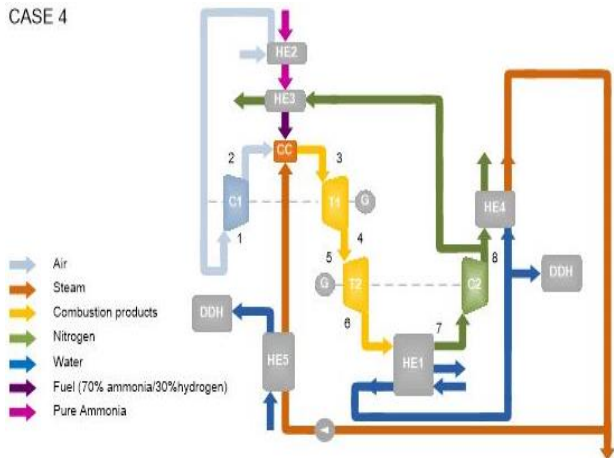 CASE 4
HE2
HE3
2
CC
3
C1
T1
G
1
4
HE4
5
8
DDH
G
T2
C2
6
7
DDH
HE5
HE1
Air
Steam
Combustion products
Nitrogen
Water
Fuel (70% ammonia/30%hydrogen)
Pure Ammonia